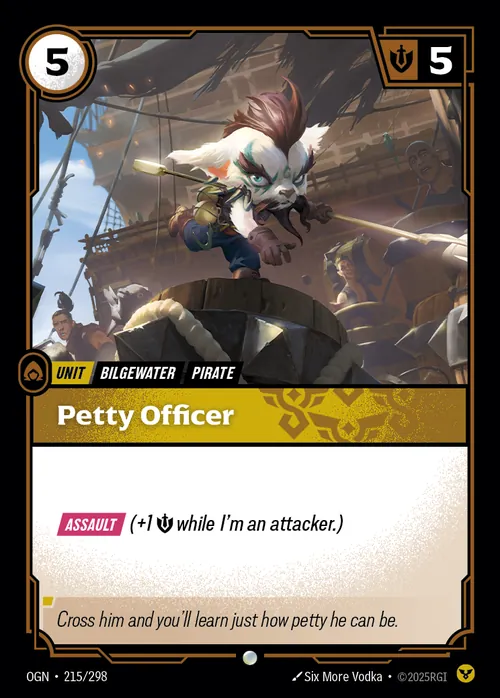 5
5
UNIT BILGEWATER PIRATE
Petty Officer
ASSAULT (+1 while I'm an attacker.)
Cross him and you'll learn just how petty he can be.
OGN • 215/298 Six More Vodka • ©2025RGI